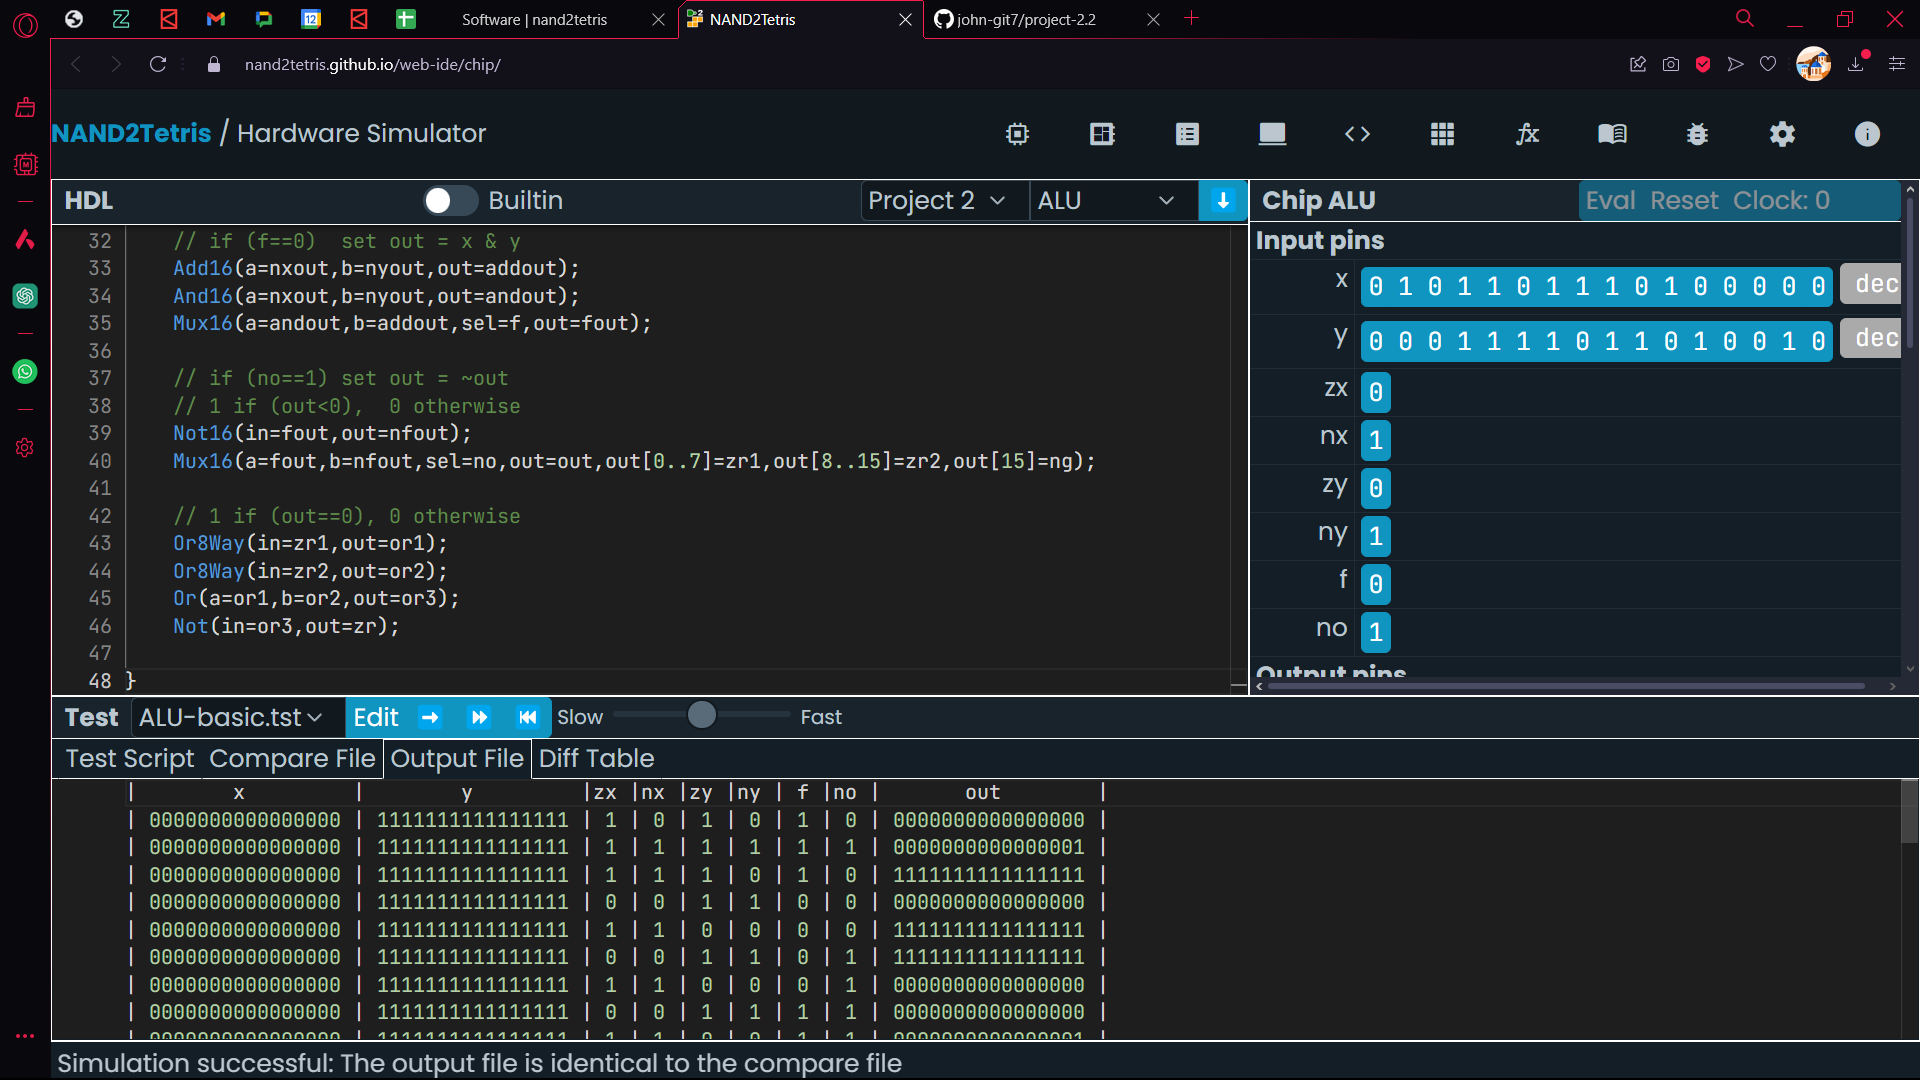 Software | nand2tetris
NAND2Tetris
john-git7/project-2.2
nand2tetris.github.io/web-ide/chip/
NAND2Tetris / Hardware Simulator
HDL
Builtin
Project 2
ALU
Chip ALU
Eval Reset Clock: 0
32 // if (f==0)  set out = x & y
33 Add16(a=nxout,b=nyout,out=addout);
34 And16(a=nxout,b=nyout,out=andout);
35 Mux16(a=andout,b=addout,sel=f,out=fout);
36
37 // if (no==1) set out = ~out
38 // 1 if (out<0),  0 otherwise
39 Not16(in=fout,out=nfout);
40 Mux16(a=fout,b=nfout,sel=no,out=out,out[0..7]=zr1,out[8..15]=zr2,out[15]=ng);
41
42 // 1 if (out==0), 0 otherwise
43 Or8Way(in=zr1,out=or1);
44 Or8Way(in=zr2,out=or2);
45 Or(a=or1,b=or2,out=or3);
46 Not(in=or3,out=zr);
47
48 }
Input pins
x 0 1 0 1 1 0 1 1 1 0 1 0 0 0 0 0 dec
y 0 0 0 1 1 1 1 0 1 1 0 1 0 0 1 0 dec
zx 0
nx 1
zy 0
ny 1
f 0
no 1
Output pins
Test
ALU-basic.tst
Edit
Slow
Fast
Test Script Compare File Output File Diff Table
| x | y |zx |nx |zy |ny | f |no | out |
| 0000000000000000 | 1111111111111111 | 1 | 0 | 1 | 0 | 1 | 0 | 0000000000000000 |
| 0000000000000000 | 1111111111111111 | 1 | 1 | 1 | 1 | 1 | 1 | 0000000000000001 |
| 0000000000000000 | 1111111111111111 | 1 | 1 | 1 | 0 | 1 | 0 | 1111111111111111 |
| 0000000000000000 | 1111111111111111 | 0 | 0 | 1 | 1 | 0 | 0 | 0000000000000000 |
| 0000000000000000 | 1111111111111111 | 1 | 1 | 0 | 0 | 0 | 0 | 1111111111111111 |
| 0000000000000000 | 1111111111111111 | 0 | 0 | 1 | 1 | 0 | 1 | 1111111111111111 |
| 0000000000000000 | 1111111111111111 | 1 | 1 | 0 | 0 | 0 | 1 | 0000000000000000 |
| 0000000000000000 | 1111111111111111 | 0 | 0 | 1 | 1 | 1 | 1 | 0000000000000000 |
| 0000000000000000 | 1111111111111111 | 1 | 1 | 0 | 0 | 1 | 1 | 0000000000000001 |
Simulation successful: The output file is identical to the compare file